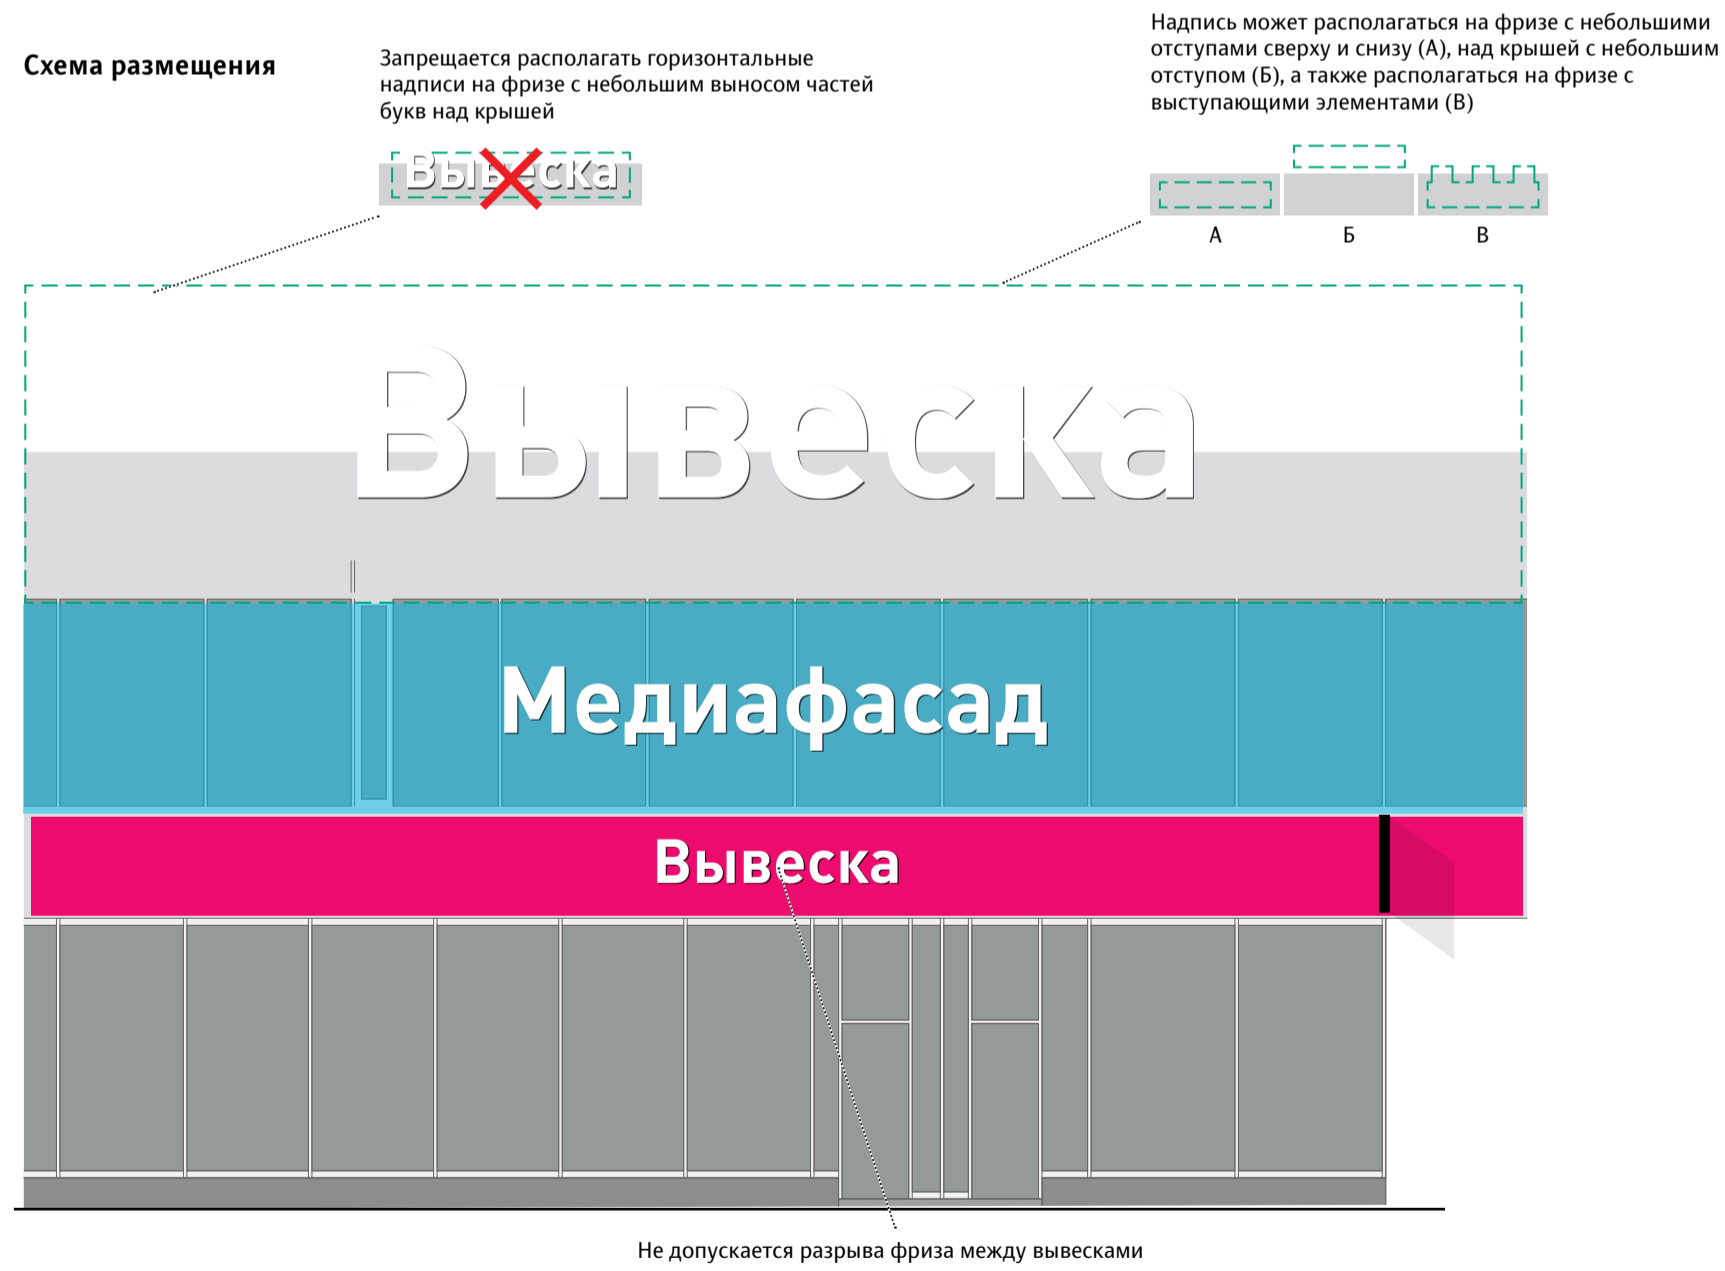 Схема размещения
Запрещается располагать горизонтальные
надписи на фризе с небольшим выносом частей
букв над крышей
Надпись может располагаться на фризе с небольшими
отступами сверху и снизу (А), над крышей с небольшим
отступом (Б), а также располагаться на фризе с
выступающими элементами (В)
Вывеска
А Б В
Вывеска
Медиафасад
Вывеска
Не допускается разрыва фриза между вывесками